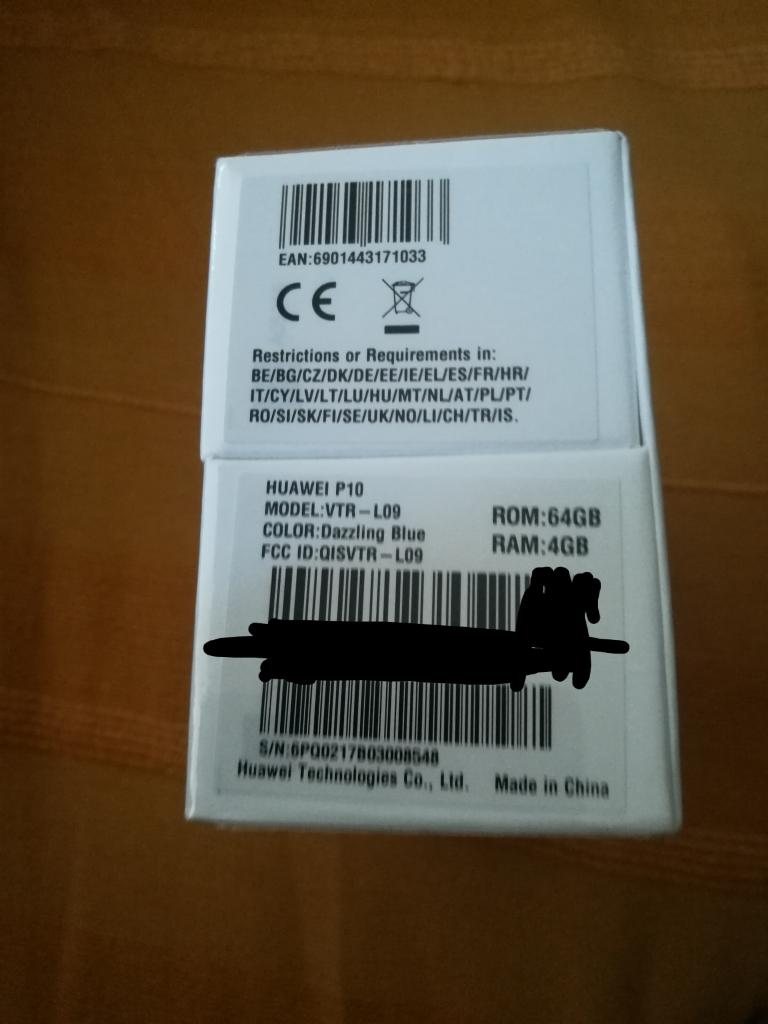 EAN:6901443171033
CE
Restrictions or Requirements in:
BE/BG/CZ/DK/DE/EE/IE/EL/ES/FR/HR/
IT/CY/LV/LT/LU/HU/MT/NL/AT/PL/PT/
RO/SI/SK/FI/SE/UK/NO/LI/CH/TR/IS.
HUAWEI P10
MODEL:VTR-L09
COLOR:Dazzling Blue
FCC ID:QISVTR-L09
ROM:64GB
RAM:4GB
S/N:6PQ0217B03008548
Huawei Technologies Co., Ltd. Made in China